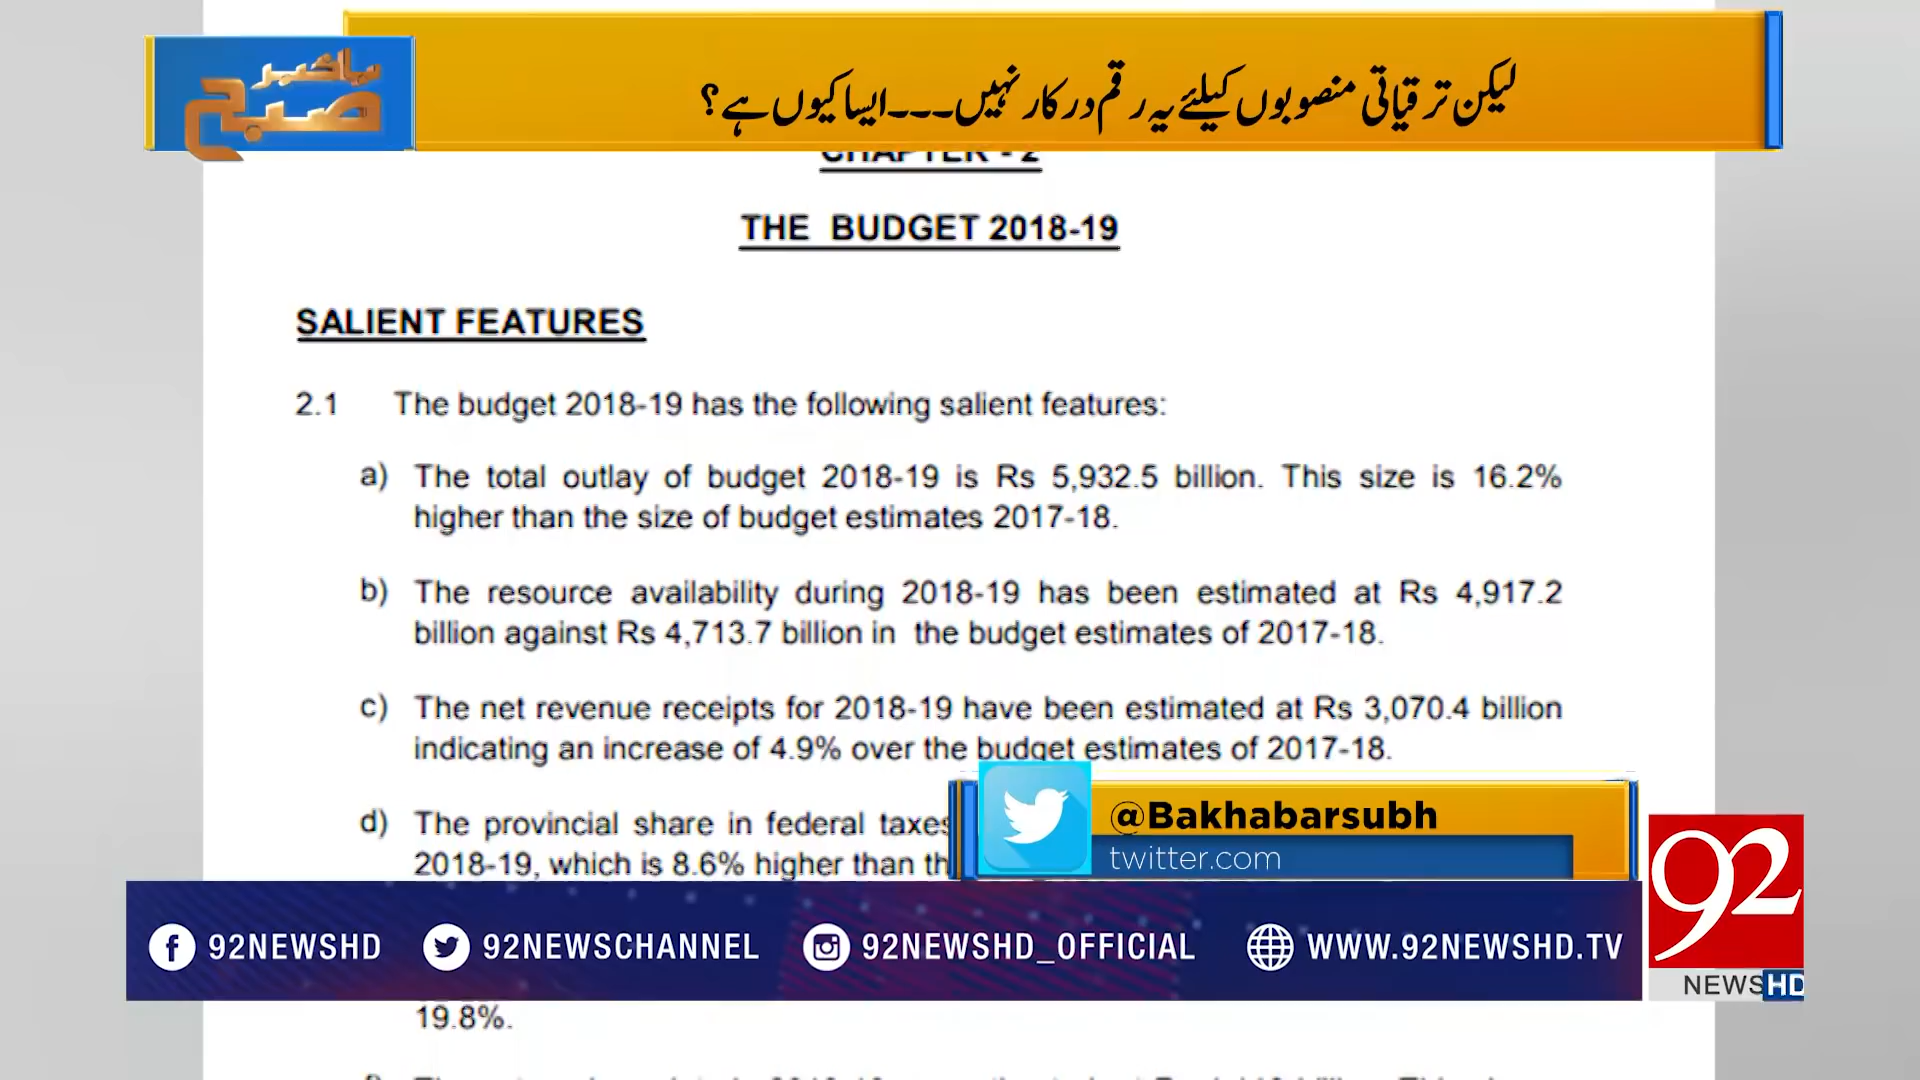 لیکن ترقیاتی منصوبوں کیلئے یہ رقم درکار نہیں۔۔۔ایسا کیوں ہے؟
باخبر
صبح
CHAPTER - 2
THE BUDGET 2018-19
SALIENT FEATURES
2.1 The budget 2018-19 has the following salient features:
a) The total outlay of budget 2018-19 is Rs 5,932.5 billion. This size is 16.2%
higher than the size of budget estimates 2017-18.
b) The resource availability during 2018-19 has been estimated at Rs 4,917.2
billion against Rs 4,713.7 billion in the budget estimates of 2017-18.
c) The net revenue receipts for 2018-19 have been estimated at Rs 3,070.4 billion
indicating an increase of 4.9% over the budget estimates of 2017-18.
d) The provincial share in federal taxes
2018-19, which is 8.6% higher than
@Bakhabarsubh
twitter.com
92NEWSHD 92NEWSCHANNEL 92NEWSHD_OFFICIAL WWW.92NEWSHD.TV
92
NEWS HD
19.8%.